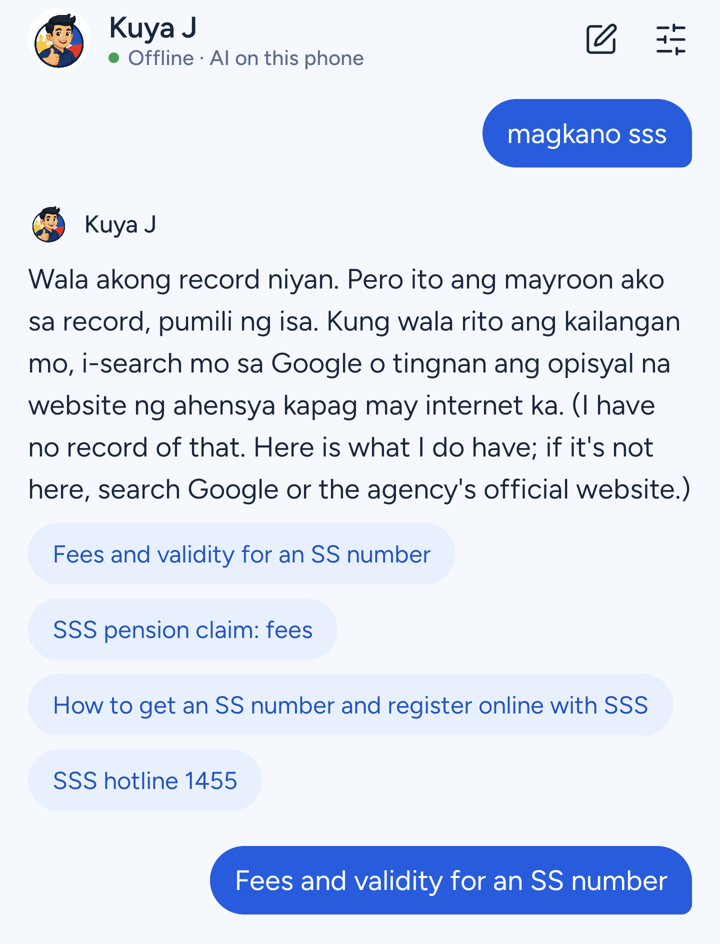 Kuya J
Offline · AI on this phone
magkano sss
Kuya J
Wala akong record niyan. Pero ito ang mayroon ako
sa record, pumili ng isa. Kung wala rito ang kailangan
mo, i-search mo sa Google o tingnan ang opisyal na
website ng ahensya kapag may internet ka. (I have
no record of that. Here is what I do have; if it's not
here, search Google or the agency's official website.)
Fees and validity for an SS number
SSS pension claim: fees
How to get an SS number and register online with SSS
SSS hotline 1455
Fees and validity for an SS number